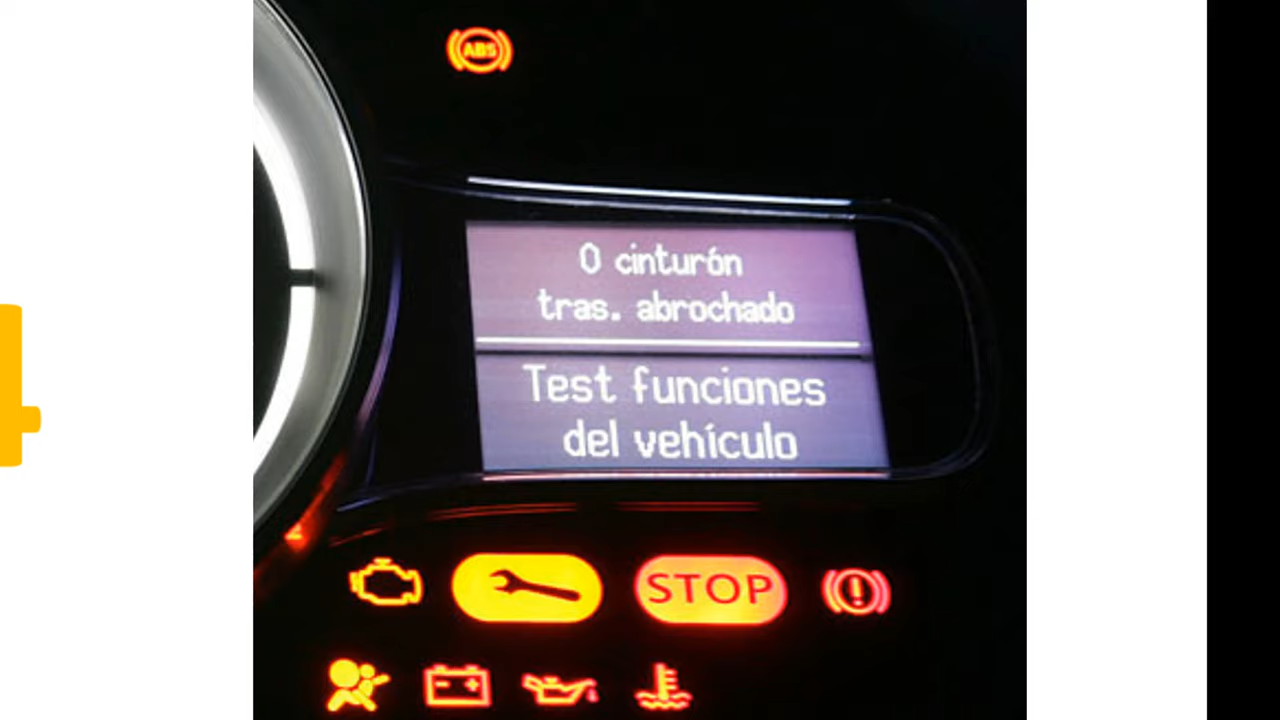 ABS
0 cinturón
tras. abrochado
Test funciones
del vehículo
STOP